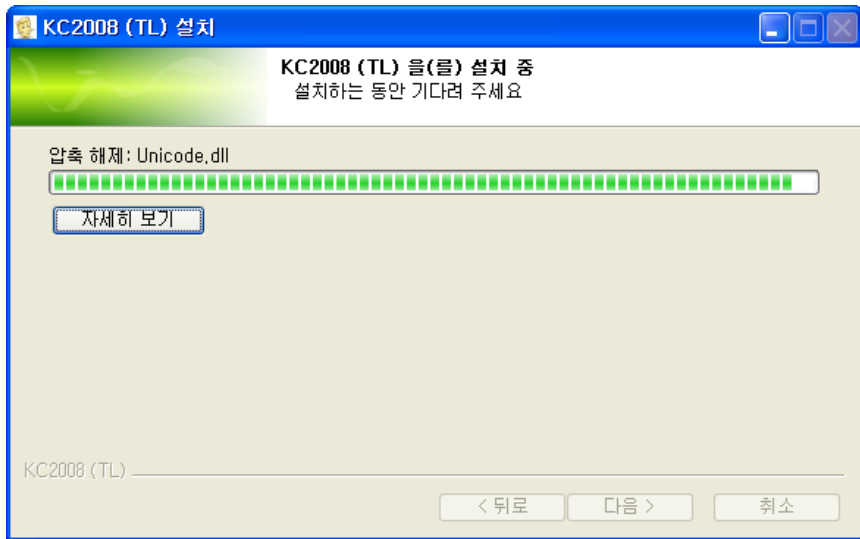 KC2008 (TL) 설치
KC2008 (TL) 을(를) 설치 중
설치하는 동안 기다려 주세요
압축 해제: Unicode.dll
자세히 보기
KC2008 (TL)
< 뒤로
다음 >
취소